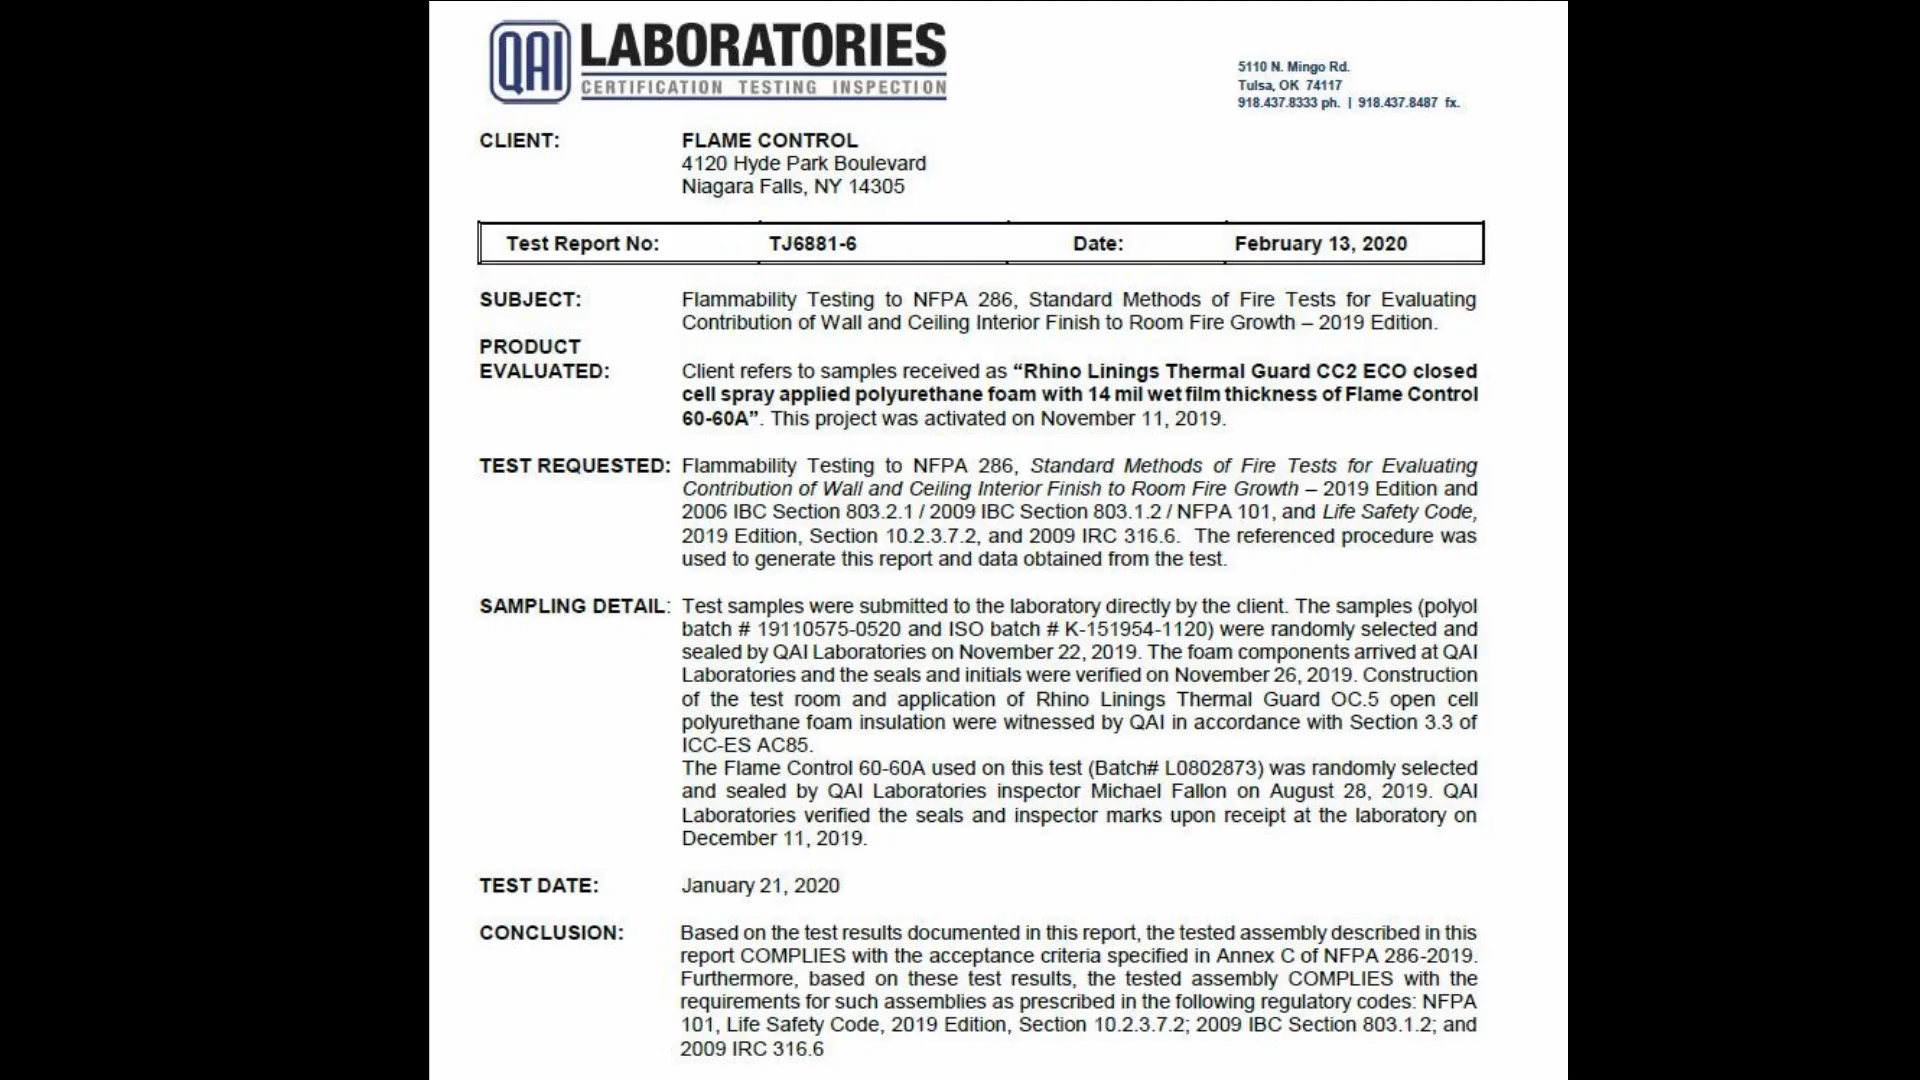 QAI LABORATORIES
CERTIFICATION TESTING INSPECTION
5110 N. Mingo Rd.
Tulsa, OK 74117
918.437.8333 ph. | 918.437.8487 fx.
CLIENT: FLAME CONTROL
4120 Hyde Park Boulevard
Niagara Falls, NY 14305
Test Report No: TJ6881-6 Date: February 13, 2020
SUBJECT: Flammability Testing to NFPA 286, Standard Methods of Fire Tests for Evaluating
Contribution of Wall and Ceiling Interior Finish to Room Fire Growth – 2019 Edition.
PRODUCT
EVALUATED: Client refers to samples received as “Rhino Linings Thermal Guard CC2 ECO closed
cell spray applied polyurethane foam with 14 mil wet film thickness of Flame Control
60-60A”. This project was activated on November 11, 2019.
TEST REQUESTED: Flammability Testing to NFPA 286, Standard Methods of Fire Tests for Evaluating
Contribution of Wall and Ceiling Interior Finish to Room Fire Growth – 2019 Edition and
2006 IBC Section 803.2.1 / 2009 IBC Section 803.1.2 / NFPA 101, and Life Safety Code,
2019 Edition, Section 10.2.3.7.2, and 2009 IRC 316.6. The referenced procedure was
used to generate this report and data obtained from the test.
SAMPLING DETAIL: Test samples were submitted to the laboratory directly by the client. The samples (polyol
batch # 19110575-0520 and ISO batch # K-151954-1120) were randomly selected and
sealed by QAI Laboratories on November 22, 2019. The foam components arrived at QAI
Laboratories and the seals and initials were verified on November 26, 2019. Construction
of the test room and application of Rhino Linings Thermal Guard OC.5 open cell
polyurethane foam insulation were witnessed by QAI in accordance with Section 3.3 of
ICC-ES AC85.
The Flame Control 60-60A used on this test (Batch# L0802873) was randomly selected
and sealed by QAI Laboratories inspector Michael Fallon on August 28, 2019. QAI
Laboratories verified the seals and inspector marks upon receipt at the laboratory on
December 11, 2019.
TEST DATE: January 21, 2020
CONCLUSION: Based on the test results documented in this report, the tested assembly described in this
report COMPLIES with the acceptance criteria specified in Annex C of NFPA 286-2019.
Furthermore, based on these test results, the tested assembly COMPLIES with the
requirements for such assemblies as prescribed in the following regulatory codes: NFPA
101, Life Safety Code, 2019 Edition, Section 10.2.3.7.2; 2009 IBC Section 803.1.2; and
2009 IRC 316.6